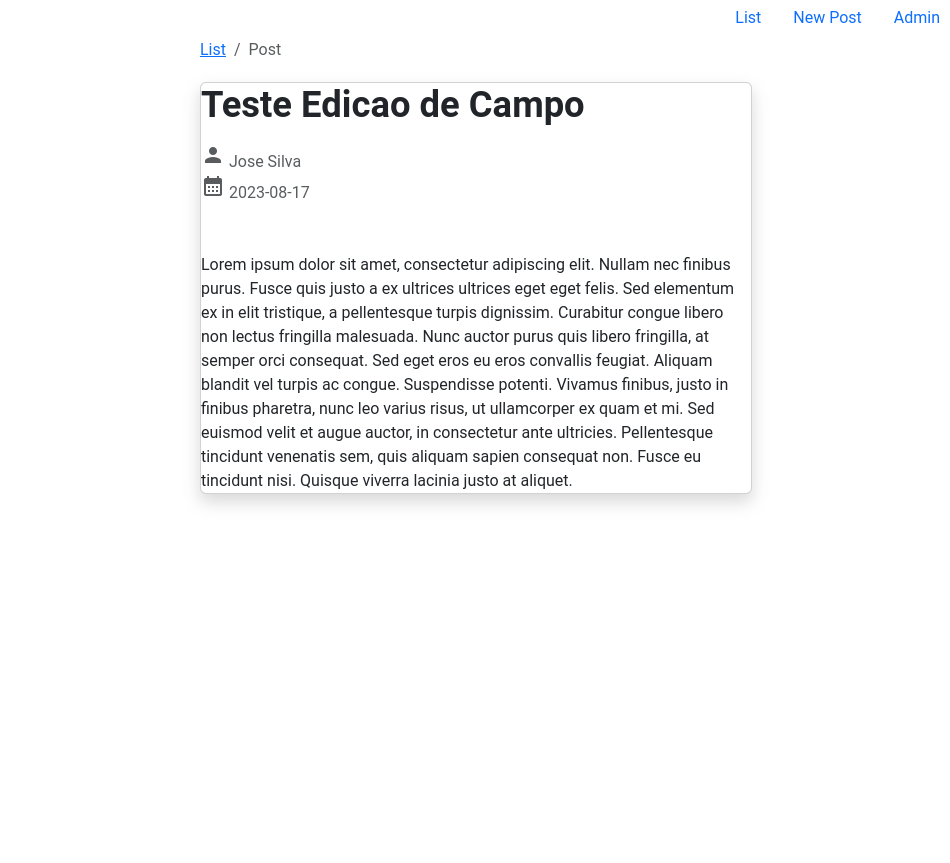 List New Post Admin
List / Post
Teste Edicao de Campo
Jose Silva
2023-08-17
Lorem ipsum dolor sit amet, consectetur adipiscing elit. Nullam nec finibus
purus. Fusce quis justo a ex ultrices ultrices eget eget felis. Sed elementum
ex in elit tristique, a pellentesque turpis dignissim. Curabitur congue libero
non lectus fringilla malesuada. Nunc auctor purus quis libero fringilla, at
semper orci consequat. Sed eget eros eu eros convallis feugiat. Aliquam
blandit vel turpis ac congue. Suspendisse potenti. Vivamus finibus, justo in
finibus pharetra, nunc leo varius risus, ut ullamcorper ex quam et mi. Sed
euismod velit et augue auctor, in consectetur ante ultricies. Pellentesque
tincidunt venenatis sem, quis aliquam sapien consequat non. Fusce eu
tincidunt nisi. Quisque viverra lacinia justo at aliquet.